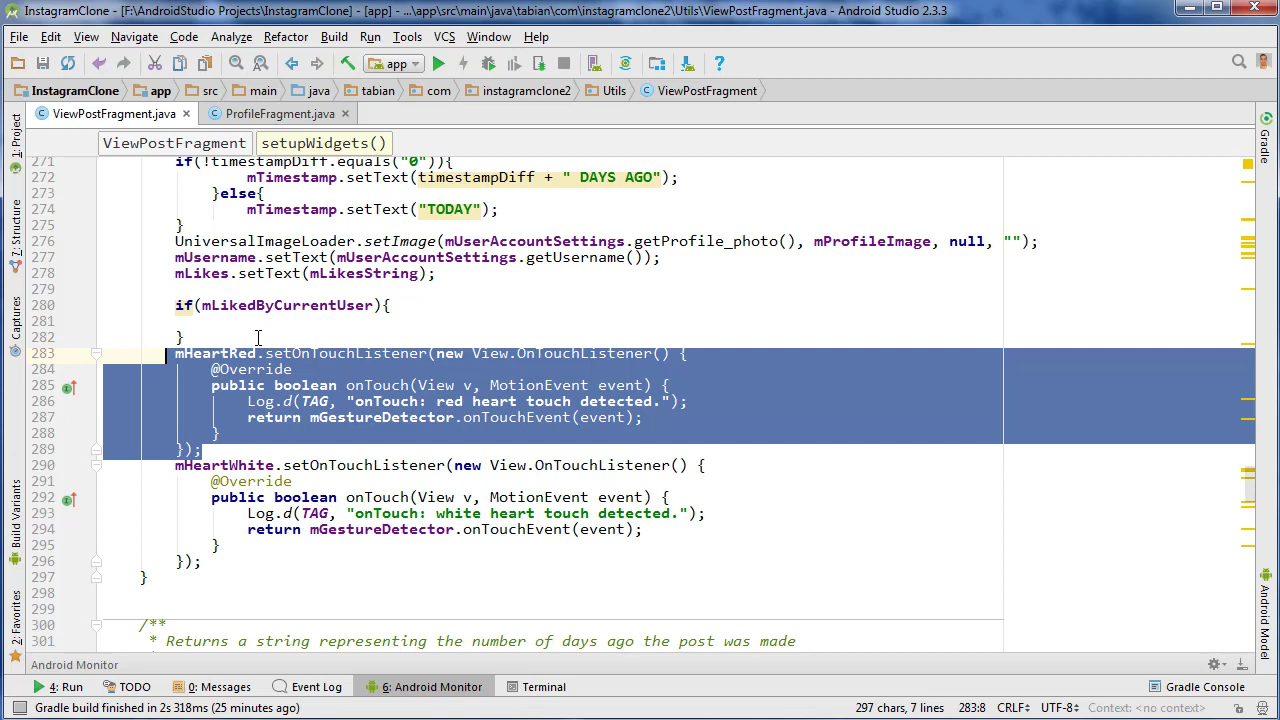 InstagramClone - [F:\AndroidStudio Projects\InstagramClone] - [app] - ...\app\src\main\java\tabian\com\instagramclone2\Utils\ViewPostFragment.java - Android Studio 2.3.3
File Edit View Navigate Code Analyze Refactor Build Run Tools VCS Window Help
app
InstagramClone app src main java tabian com instagramclone2 Utils ViewPostFragment
ViewPostFragment.java ProfileFragment.java
ViewPostFragment setupWidgets()
271 if(!timestampDiff.equals("0")){
272 mTimestamp.setText(timestampDiff + " DAYS AGO");
273 }else{
274 mTimestamp.setText("TODAY");
275 }
276 UniversalImageLoader.setImage(mUserAccountSettings.getProfile_photo(), mProfileImage, null, "");
277 mUsername.setText(mUserAccountSettings.getUsername());
278 mLikes.setText(mLikesString);
279
280 if(mLikedByCurrentUser){
281
282 }
283 mHeartRed.setOnTouchListener(new View.OnTouchListener() {
284 @Override
285 public boolean onTouch(View v, MotionEvent event) {
286 Log.d(TAG, "onTouch: red heart touch detected.");
287 return mGestureDetector.onTouchEvent(event);
288 }
289 });
290 mHeartWhite.setOnTouchListener(new View.OnTouchListener() {
291 @Override
292 public boolean onTouch(View v, MotionEvent event) {
293 Log.d(TAG, "onTouch: white heart touch detected.");
294 return mGestureDetector.onTouchEvent(event);
295 }
296 });
297 }
298
299
300 /**
301 * Returns a string representing the number of days ago the post was made
1: Project
7: Structure
Captures
Build Variants
2: Favorites
Gradle
Android Model
Android Monitor
4: Run TODO 0: Messages Event Log 6: Android Monitor Terminal Gradle Console
Gradle build finished in 2s 318ms (25 minutes ago) 297 chars, 7 lines 283:8 CRLF UTF-8 Context: <no context>